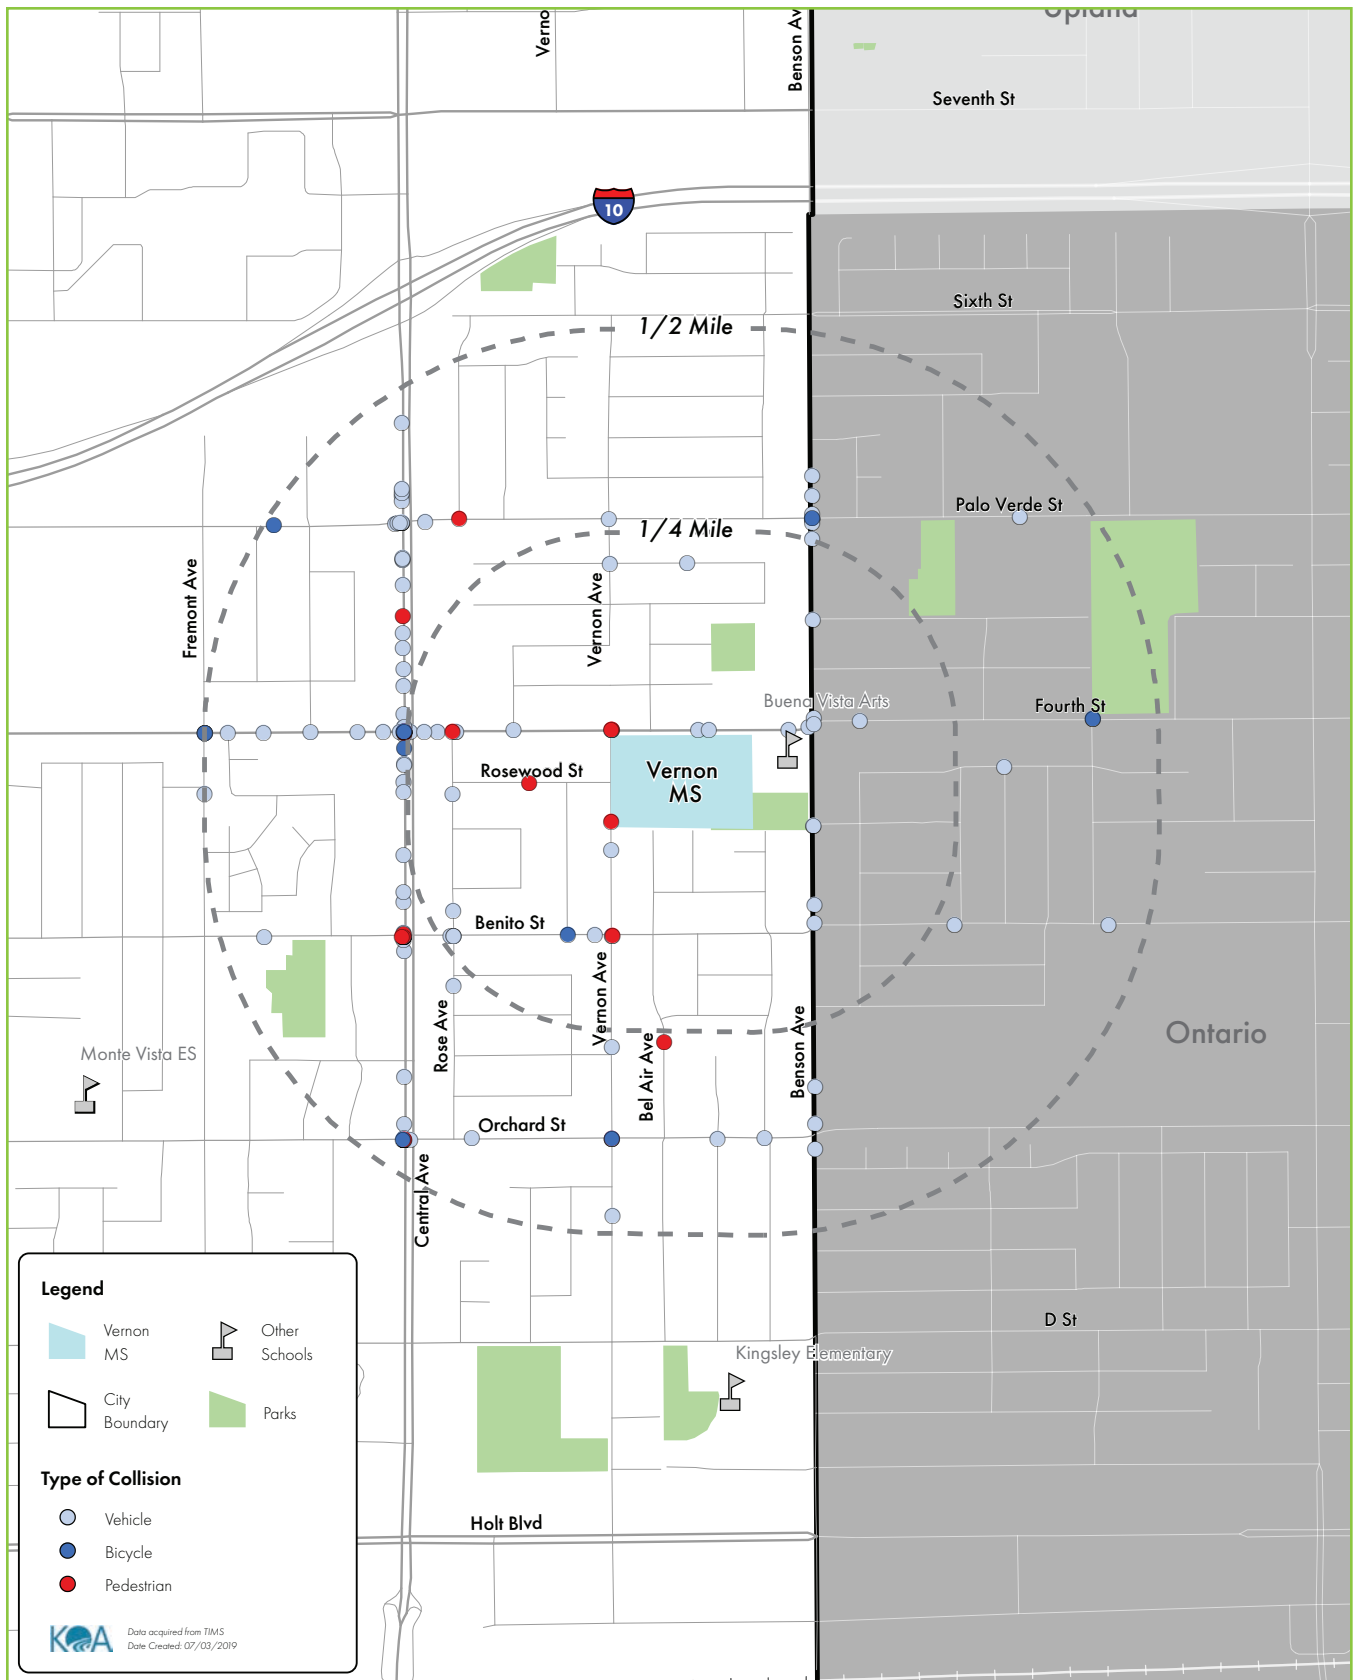 Upland
Verno
Benson Av
Seventh St
10
Sixth St
1/2 Mile
Palo Verde St
1/4 Mile
Fremont Ave
Vernon Ave
Buena Vista Arts
Fourth St
Rosewood St
Vernon
MS
Benito St
Vernon Ave
Rose Ave
Benson Ave
Ontario
Monte Vista ES
Bel Air Ave
Orchard St
Central Ave
D St
Kingsley Elementary
Holt Blvd
Legend
Vernon
MS
Other
Schools
City
Boundary
Parks
Type of Collision
Vehicle
Bicycle
Pedestrian
KOA
Data acquired from TIMS
Date Created: 07/03/2019